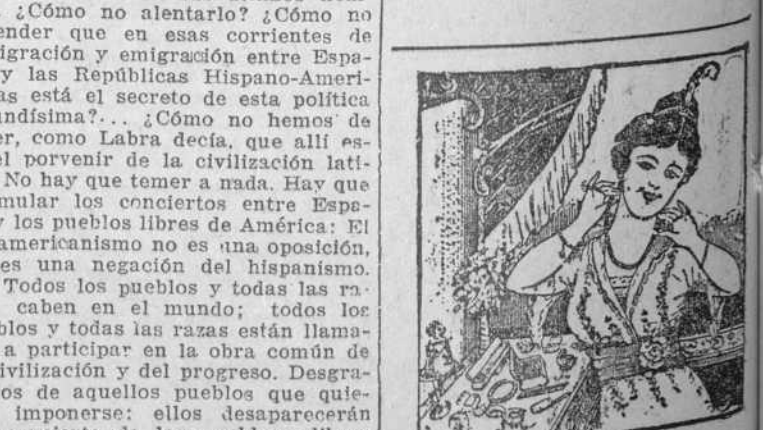 ¿Cómo no alentarlo? ¿Cómo no
ender que en esas corrientes de
igración y emigración entre Espa-
y las Repúblicas Hispano-Ameri-
as está el secreto de esta política
indísima?... ¿Cómo no hemos de
er, como Labra decía, que allí es-
el porvenir de la civilización lati-
No hay que temer a nada. Hay que
mular los conciertos entre Espa-
y los pueblos libres de América: El
americanismo no es una oposición,
es una negación del hispanismo.
Todos los pueblos y todas las ra-
caben en el mundo; todos los
blos y todas las razas están llama-
a participar en la obra común de
ivilización y del progreso. Desgra-
os de aquellos pueblos que quie-
imponerse: ellos desaparecerán